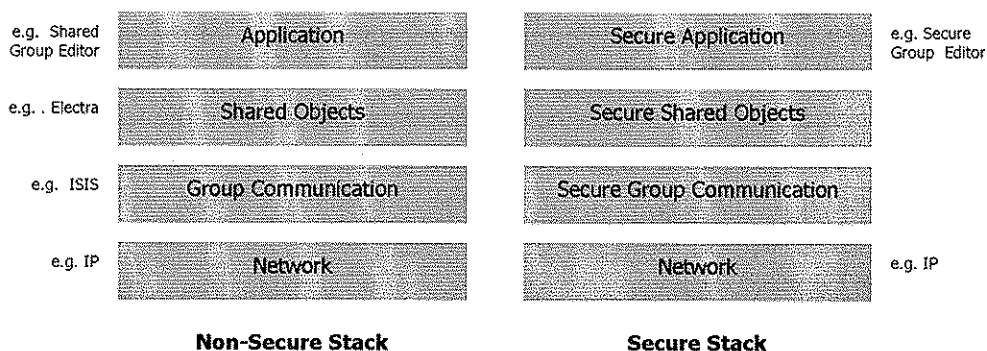 e.g. Shared
Group Editor
Application
Secure Application
e.g. Secure
Group Editor
e.g. . Electra
Shared Objects
Secure Shared Objects
e.g. ISIS
Group Communication
Secure Group Communication
e.g. IP
Network
Network
e.g. IP
Non-Secure Stack
Secure Stack